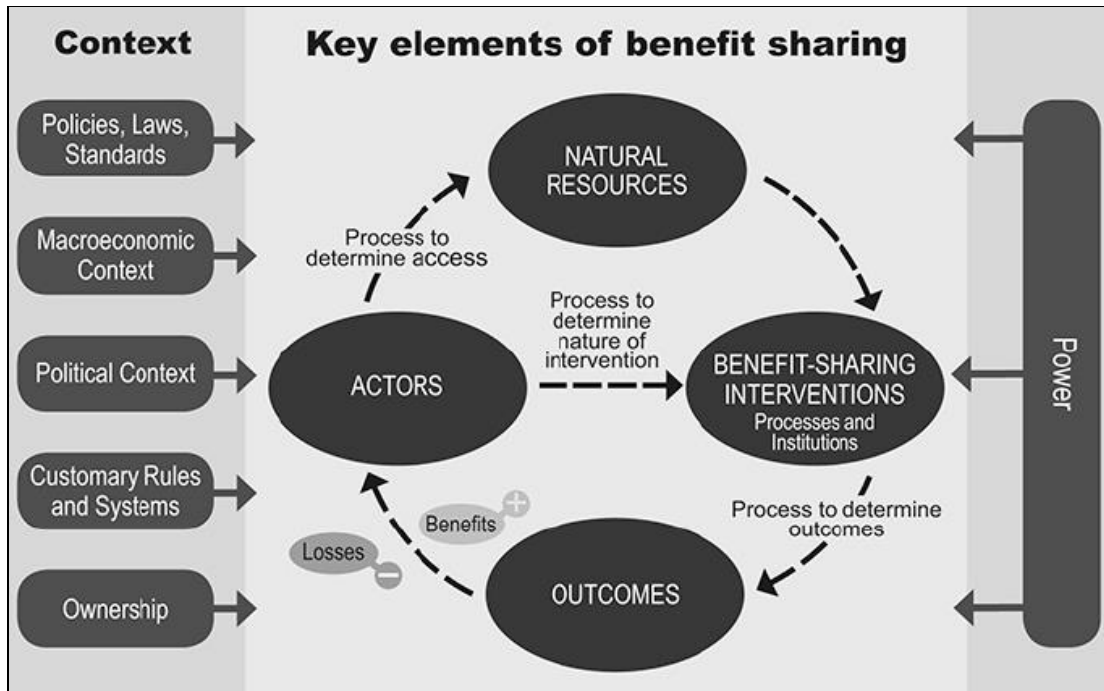 Context
Key elements of benefit sharing
Policies, Laws,
Standards
Macroeconomic
Context
Political Context
Customary Rules
and Systems
Ownership
NATURAL
RESOURCES
Process to
determine access
Process to
determine
nature of
intervention
ACTORS
BENEFIT-SHARING
INTERVENTIONS
Processes and
Institutions
Benefits
+
Losses
−
Process to determine
outcomes
OUTCOMES
Power